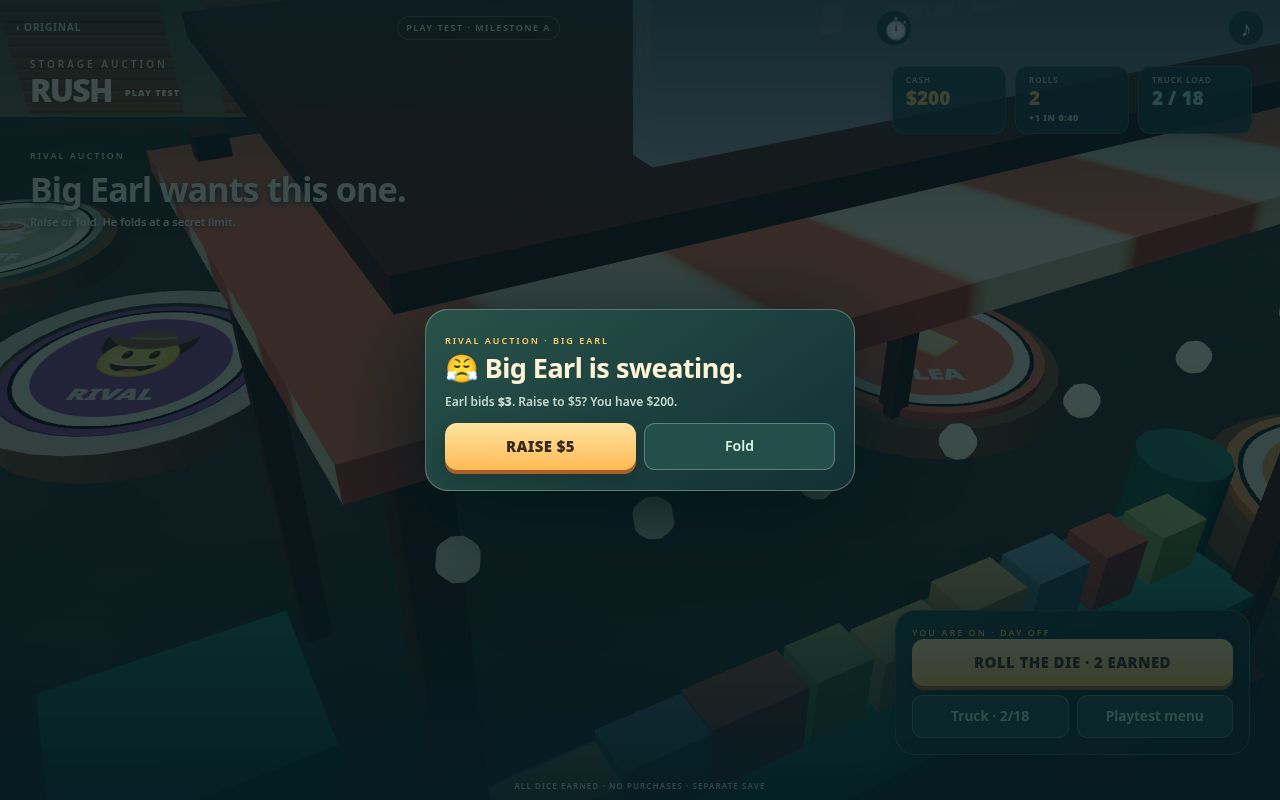 ‹ ORIGINAL
PLAY TEST · MILESTONE A
STORAGE AUCTION
RUSH PLAY TEST
CASH
$200
ROLLS
2
+1 IN 0:40
TRUCK LOAD
2 / 18
RIVAL AUCTION
Big Earl wants this one.
Raise or fold. He folds at a secret limit.
RIVAL
RIVAL AUCTION · BIG EARL
😤 Big Earl is sweating.
Earl bids $3. Raise to $5? You have $200.
RAISE $5
Fold
YOU ARE ON · DAY OFF
ROLL THE DIE · 2 EARNED
Truck · 2/18
Playtest menu
ALL DICE EARNED · NO PURCHASES · SEPARATE SAVE